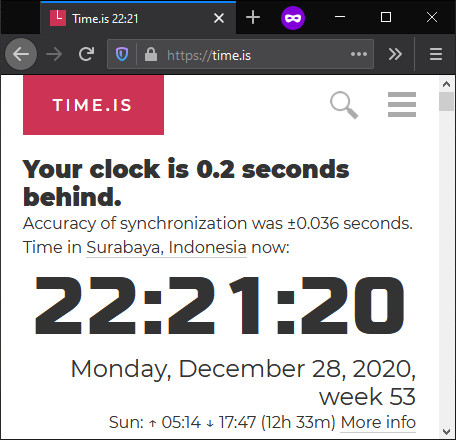 Time.is 22:21
https://time.is
TIME.IS
Your clock is 0.2 seconds
behind.
Accuracy of synchronization was ±0.036 seconds.
Time in Surabaya, Indonesia now:
22:21:20
Monday, December 28, 2020,
week 53
Sun: ↑ 05:14 ↓ 17:47 (12h 33m) More info